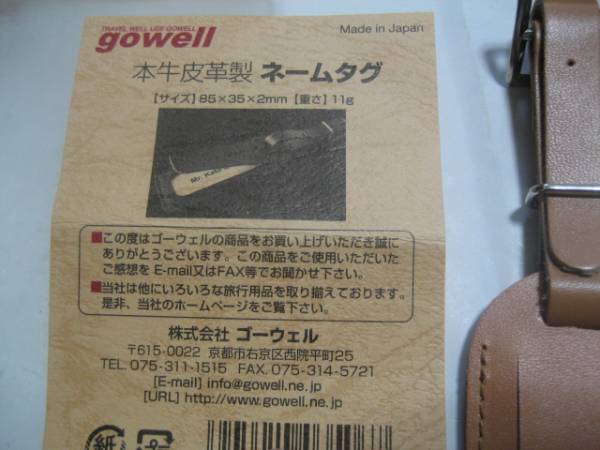 TRAVEL WELL USE GOWELL
gowell
Made in Japan
本牛皮革製 ネームタグ
【サイズ】85×35×2mm【重さ】11g
Mr. Kato
■この度はゴーウェルの商品をお買い上げいただき誠に
ありがとうございます。この商品をご使用いただいた
ご感想を E-mail又はFAX等でお聞かせ下さい。
■当社は他にいろいろな旅行用品を取り揃えております。
是非、当社のホームページをご覧下さい。
株式会社 ゴーウェル
〒615-0022 京都市右京区西院平町25
TEL 075-311-1515 FAX. 075-314-5721
[E-mail] info@gowell.ne.jp
[URL] http://www.gowell.ne.jp
紙